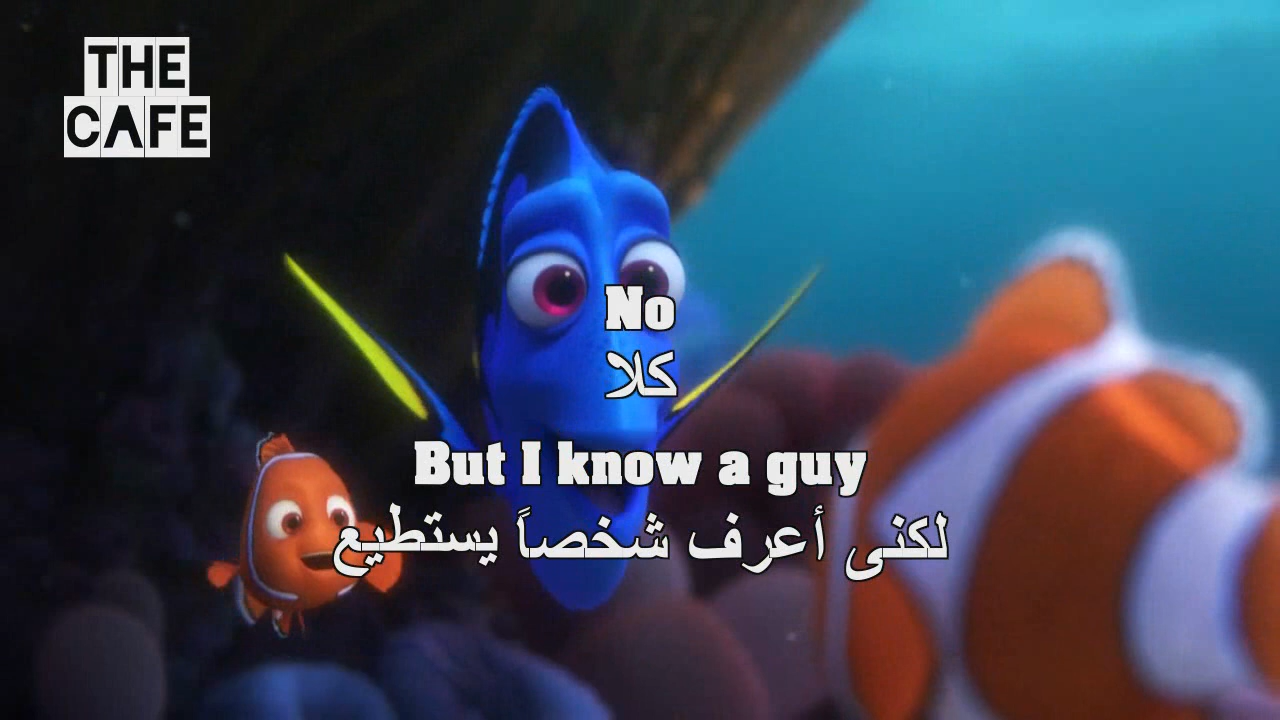 THE
CAFE
No
كلا
But I know a guy
لكنى أعرف شخصاً يستطيع